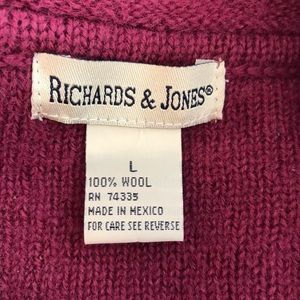 RICHARDS & JONES®
L
100% WOOL
RN 74335
MADE IN MEXICO
FOR CARE SEE REVERSE